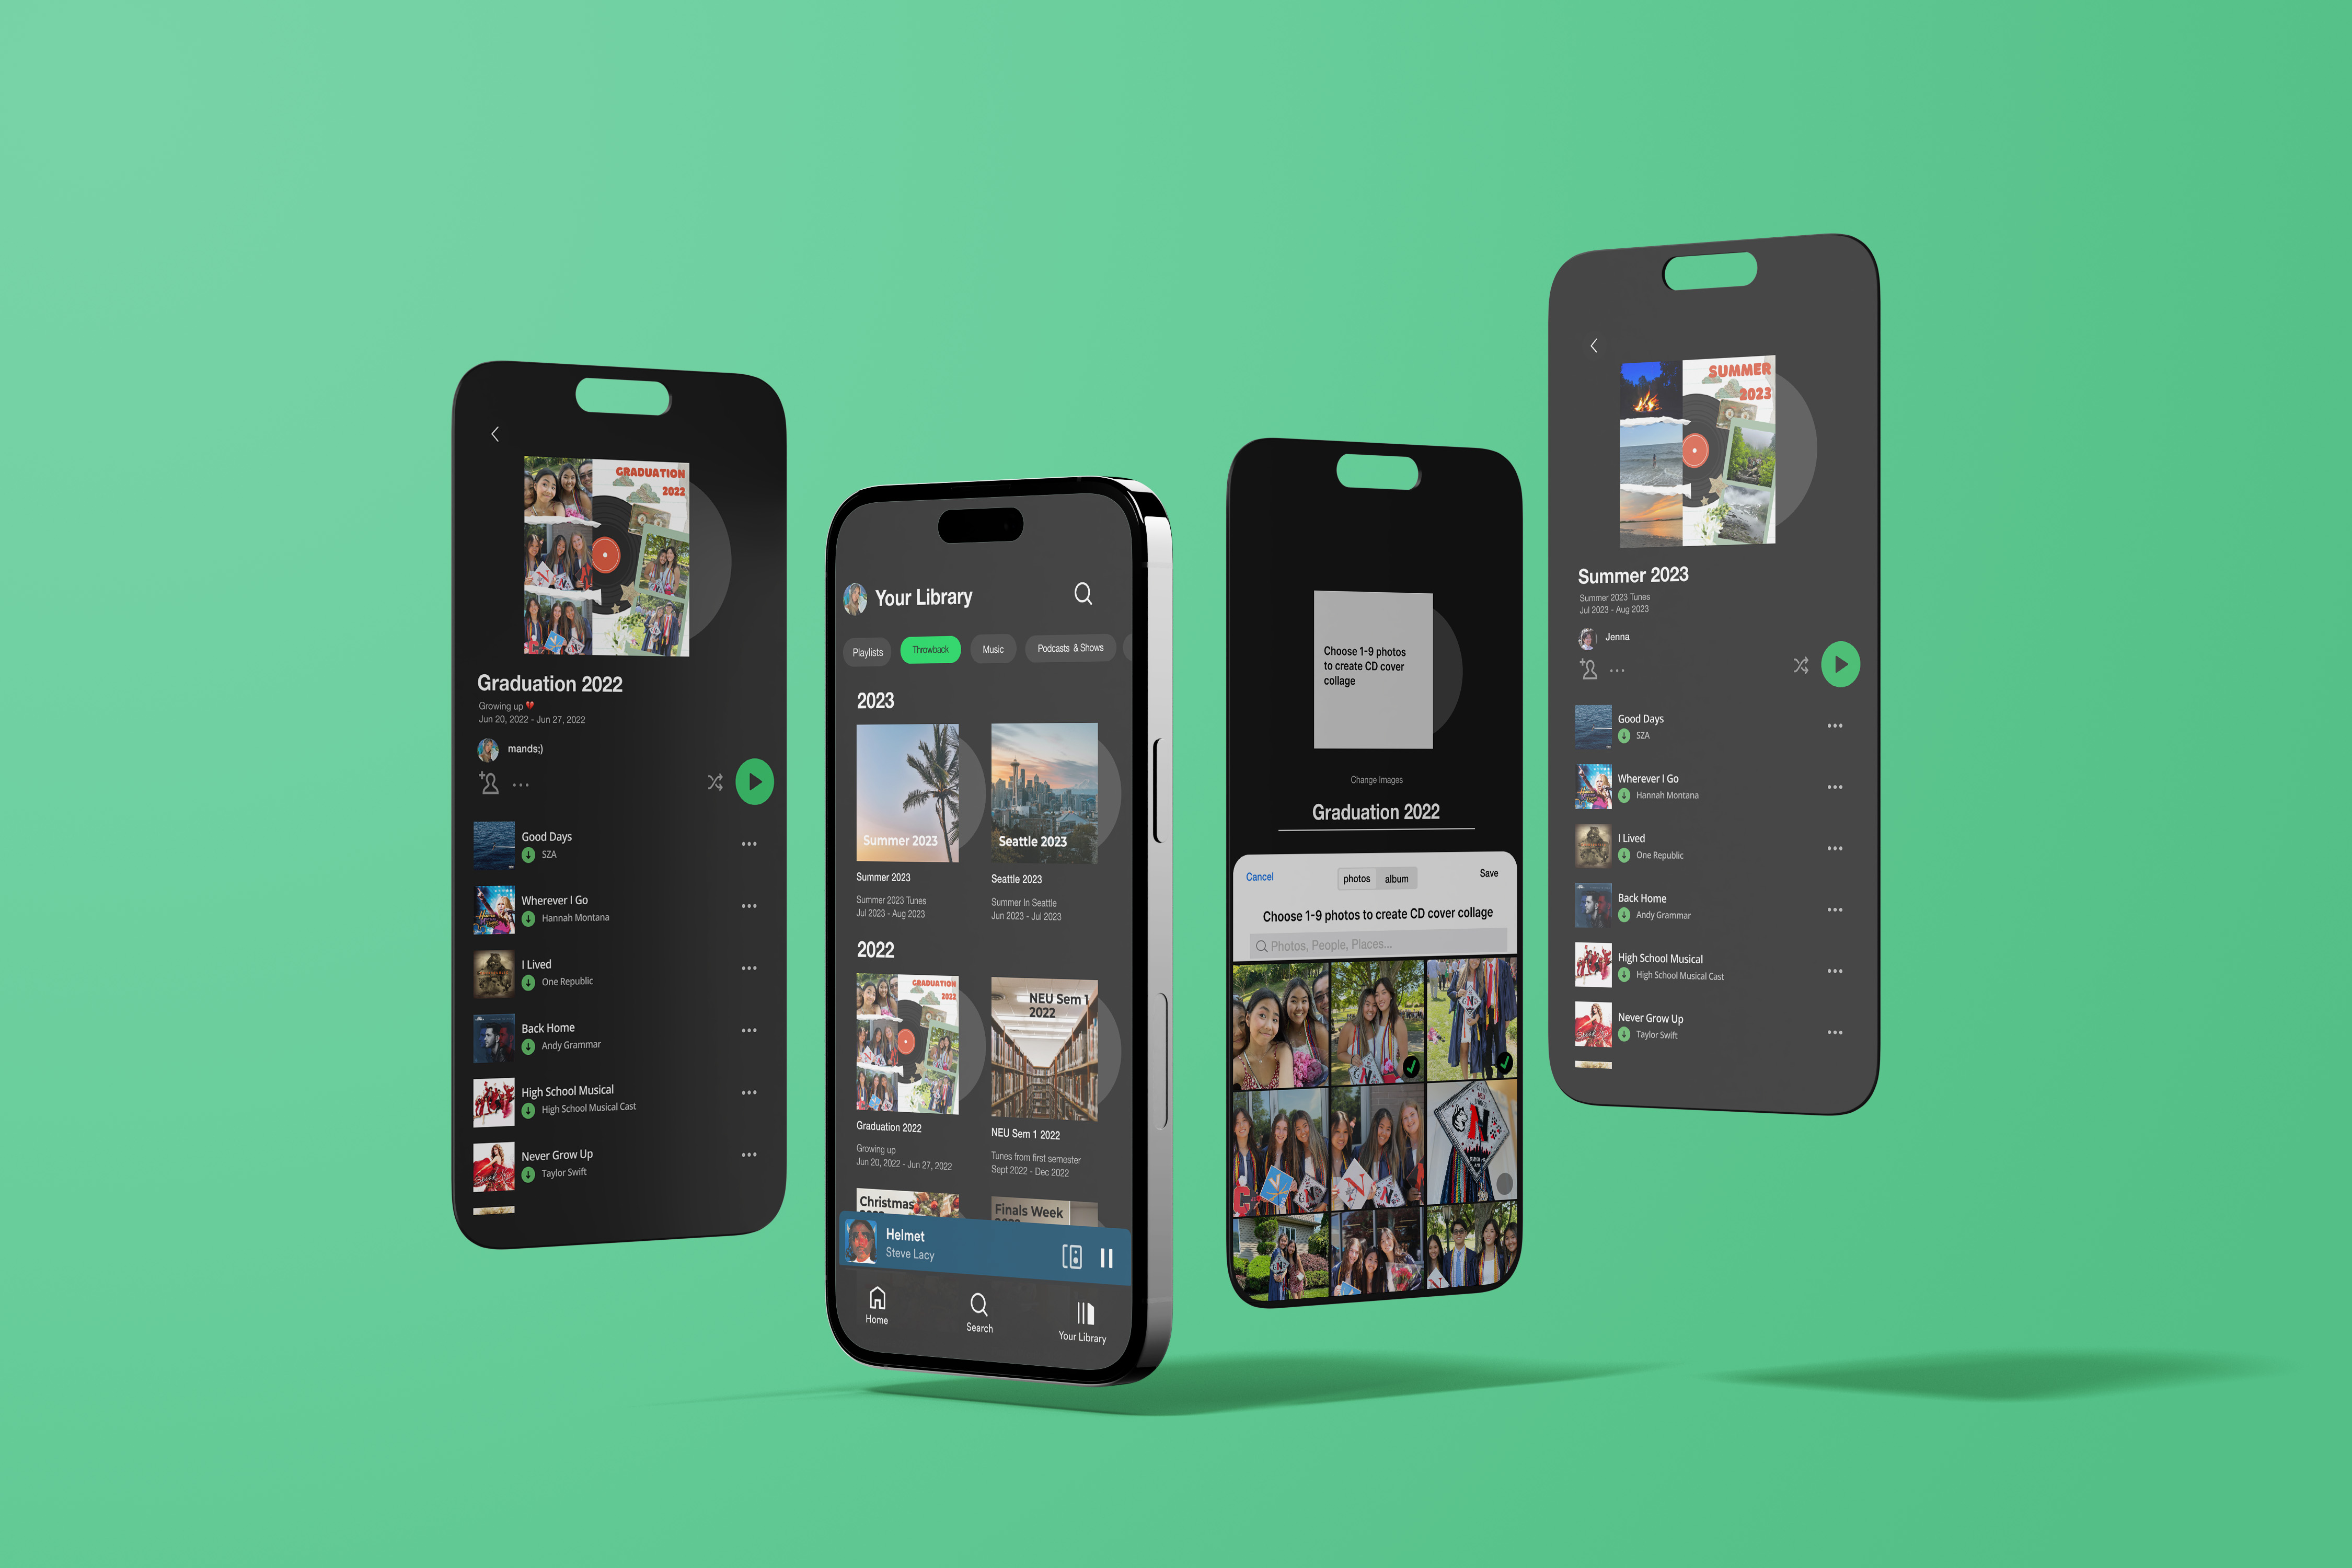 GRADUATION
2022
Graduation 2022
Growing up
Jun 20, 2022 - Jun 27, 2022
mands;)
Good Days
SZA
Wherever I Go
Hannah Montana
I Lived
One Republic
Back Home
Andy Grammar
High School Musical
High School Musical Cast
Never Grow Up
Taylor Swift
Your Library
Playlists
Throwback
Music
Podcasts & Shows
2023
Summer 2023
Seattle 2023
Summer 2023
Summer 2023 Tunes
Jul 2023 - Aug 2023
Seattle 2023
Summer In Seattle
Jun 2023 - Jul 2023
2022
GRADUATION
2022
NEU Sem 1
2022
Graduation 2022
Growing up
Jun 20, 2022 - Jun 27, 2022
NEU Sem 1 2022
Tunes from first semester
Sept 2022 - Dec 2022
Christmas
Finals Week
Helmet
Steve Lacy
Home
Search
Your Library
Choose 1-9 photos
to create CD cover
collage
Change Images
Graduation 2022
Cancel
photos
album
Save
Choose 1-9 photos to create CD cover collage
Photos, People, Places...
SUMMER
2023
Summer 2023
Summer 2023 Tunes
Jul 2023 - Aug 2023
Jenna
Good Days
SZA
Wherever I Go
Hannah Montana
I Lived
One Republic
Back Home
Andy Grammar
High School Musical
High School Musical Cast
Never Grow Up
Taylor Swift